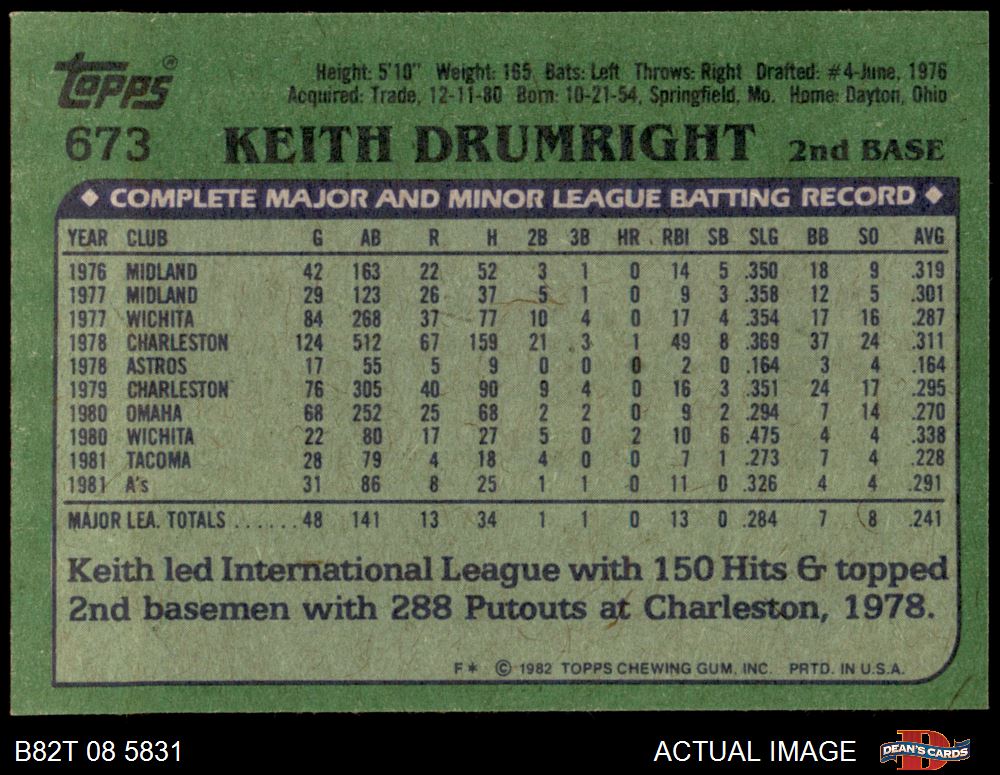 Topps®
Height: 5'10" Weight: 165 Bats: Left Throws: Right Drafted: #4-June, 1976
Acquired: Trade, 12-11-80 Born: 10-21-54, Springfield, Mo. Home: Dayton, Ohio
673 KEITH DRUMRIGHT 2nd BASE
◆ COMPLETE MAJOR AND MINOR LEAGUE BATTING RECORD ◆
YEAR CLUB G AB R H 2B 3B HR RBI SB SLG BB SO AVG
1976 MIDLAND 42 163 22 52 3 1 0 14 5 .350 18 9 .319
1977 MIDLAND 29 123 26 37 5 1 0 9 3 .358 12 5 .301
1977 WICHITA 84 268 37 77 10 4 0 17 4 .354 17 16 .287
1978 CHARLESTON 124 512 67 159 21 3 1 49 8 .369 37 24 .311
1978 ASTROS 17 55 5 9 0 0 0 2 0 .164 3 4 .164
1979 CHARLESTON 76 305 40 90 9 4 0 16 3 .351 24 17 .295
1980 OMAHA 68 252 25 68 2 2 0 9 2 .294 7 14 .270
1980 WICHITA 22 80 17 27 5 0 2 10 6 .475 4 4 .338
1981 TACOMA 28 79 4 18 4 0 0 7 1 .273 7 4 .228
1981 A's 31 86 8 25 1 1 0 11 0 .326 4 4 .291
MAJOR LEA. TOTALS ...... 48 141 13 34 1 1 0 13 0 .284 7 8 .241
Keith led International League with 150 Hits & topped
2nd basemen with 288 Putouts at Charleston, 1978.
F* © 1982 TOPPS CHEWING GUM, INC. PRTD. IN U.S.A.
B82T 08 5831 ACTUAL IMAGE DEAN'S CARDS